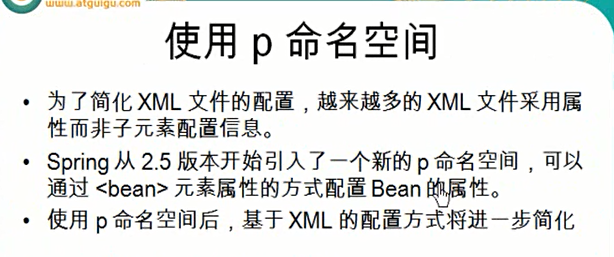 www.atguigu.com
使用 p 命名空间
• 为了简化 XML 文件的配置，越来越多的 XML 文件采用属
性而非子元素配置信息。
• Spring 从 2.5 版本开始引入了一个新的 p 命名空间，可以
通过 <bean> 元素属性的方式配置 Bean 的属性。
• 使用 p 命名空间后，基于 XML 的配置方式将进一步简化